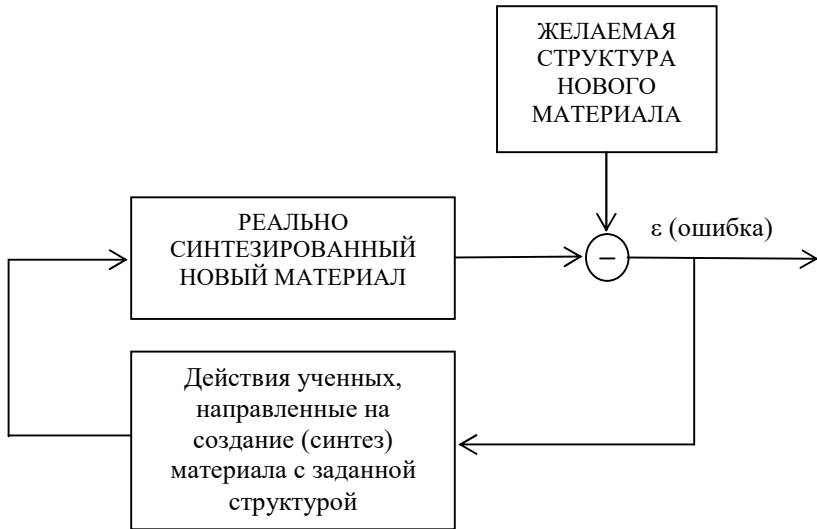 ЖЕЛАЕМАЯ
СТРУКТУРА
НОВОГО
МАТЕРИАЛА
РЕАЛЬНО
СИНТЕЗИРОВАННЫЙ
НОВЫЙ МАТЕРИАЛ
−
ε (ошибка)
Действия ученных,
направленные на
создание (синтез)
материала с заданной
структурой